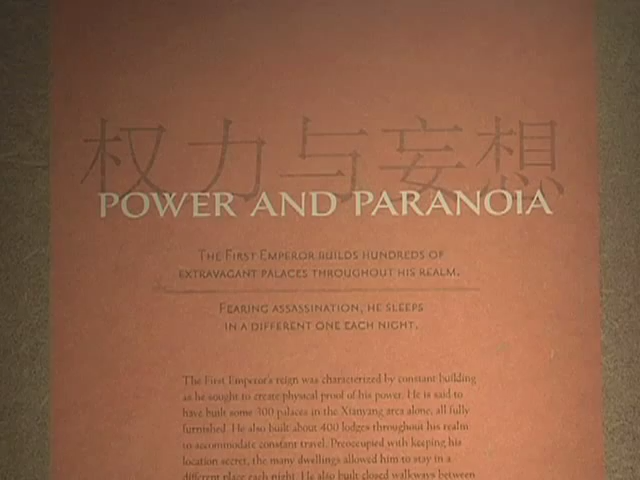 权力与妄想
POWER AND PARANOIA
THE FIRST EMPEROR BUILDS HUNDREDS OF
EXTRAVAGANT PALACES THROUGHOUT HIS REALM.
FEARING ASSASSINATION, HE SLEEPS
IN A DIFFERENT ONE EACH NIGHT.
The First Emperor's reign was characterized by constant building
as he sought to create physical proof of his power. He is said to
have built some 300 palaces in the Xianyang area alone, all fully
furnished. He also built about 400 lodges throughout his realm
to accommodate constant travel. Preoccupied with keeping his
location secret, the many dwellings allowed him to stay in a
different place each night. He also built closed walkways between